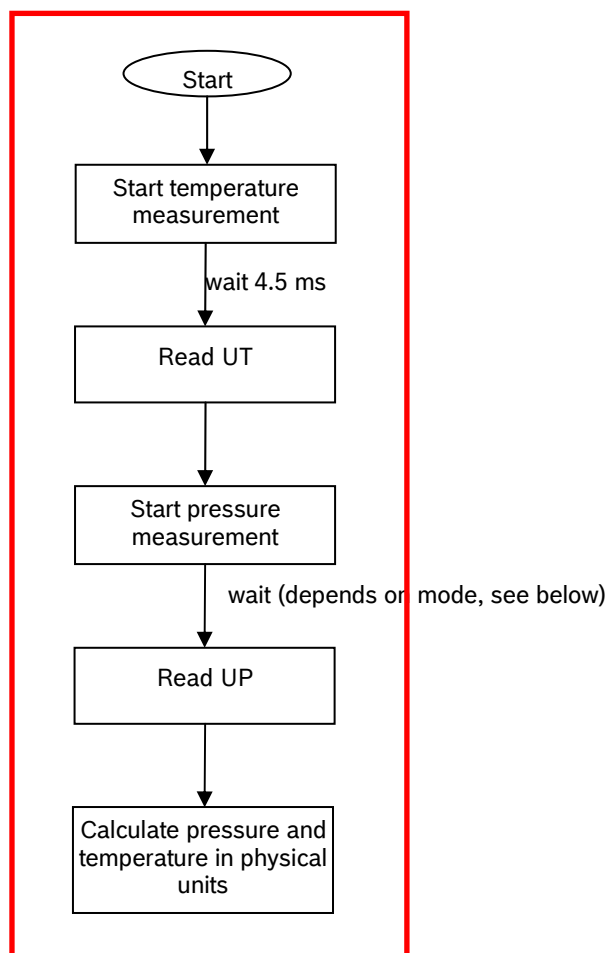 Start
Start temperature
measurement
wait 4.5 ms
Read UT
Start pressure
measurement
wait (depends on mode, see below)
Read UP
Calculate pressure and
temperature in physical
units